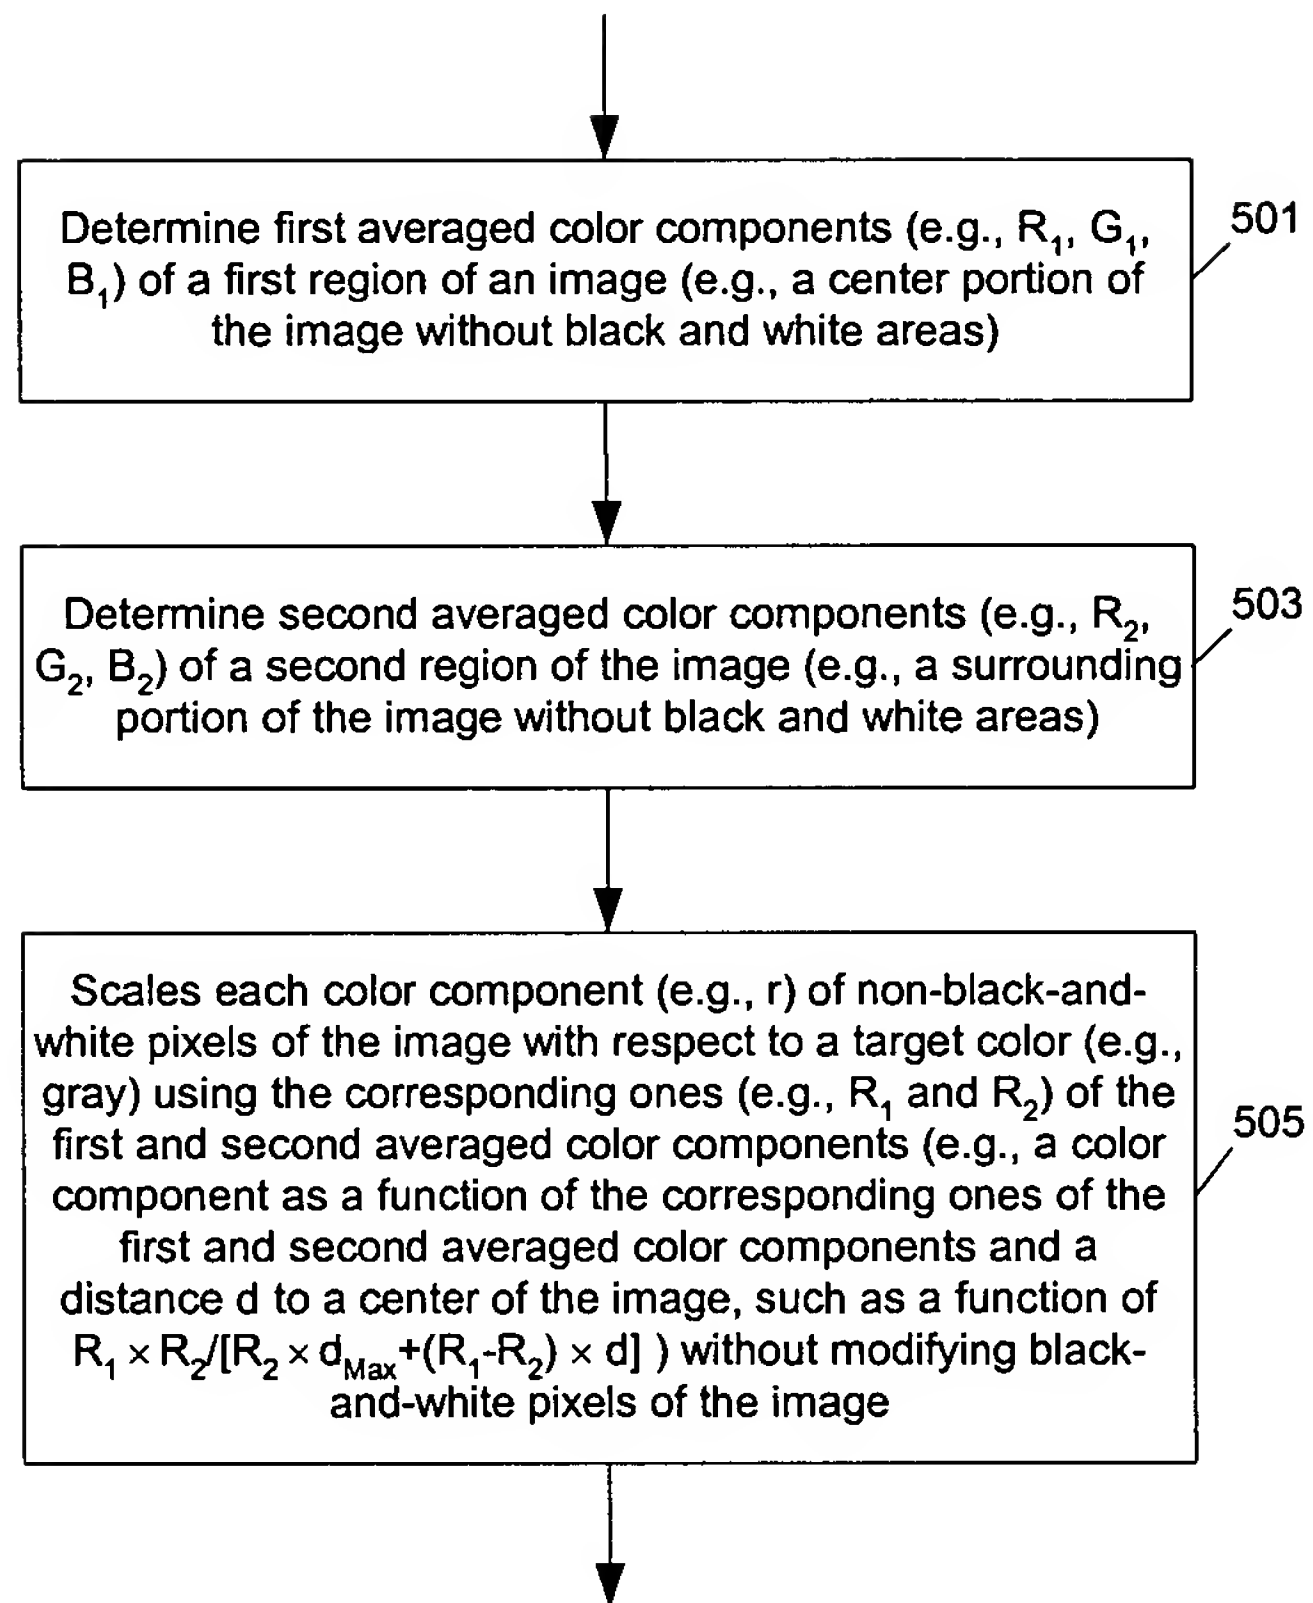 Determine first averaged color components (e.g., R₁, G₁,
B₁) of a first region of an image (e.g., a center portion of
the image without black and white areas)
501
Determine second averaged color components (e.g., R₂,
G₂, B₂) of a second region of the image (e.g., a surrounding
portion of the image without black and white areas)
503
Scales each color component (e.g., r) of non-black-and-
white pixels of the image with respect to a target color (e.g.,
gray) using the corresponding ones (e.g., R₁ and R₂) of the
first and second averaged color components (e.g., a color
component as a function of the corresponding ones of the
first and second averaged color components and a
distance d to a center of the image, such as a function of
R₁ × R₂/[R₂ × d_Max+(R₁-R₂) × d] ) without modifying black-
and-white pixels of the image
505